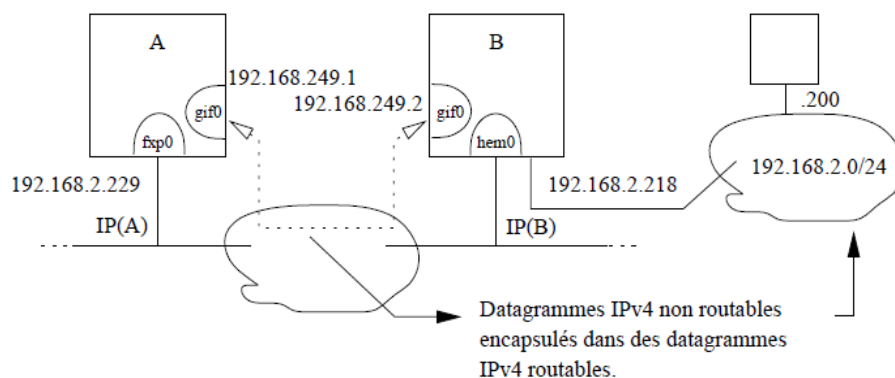 A
B
192.168.249.1
192.168.249.2
gif0
gif0
.200
fxp0
hem0
192.168.2.229
192.168.2.218
192.168.2.0/24
IP(A)
IP(B)
Datagrammes IPv4 non routables
encapsulés dans des datagrammes
IPv4 routables.